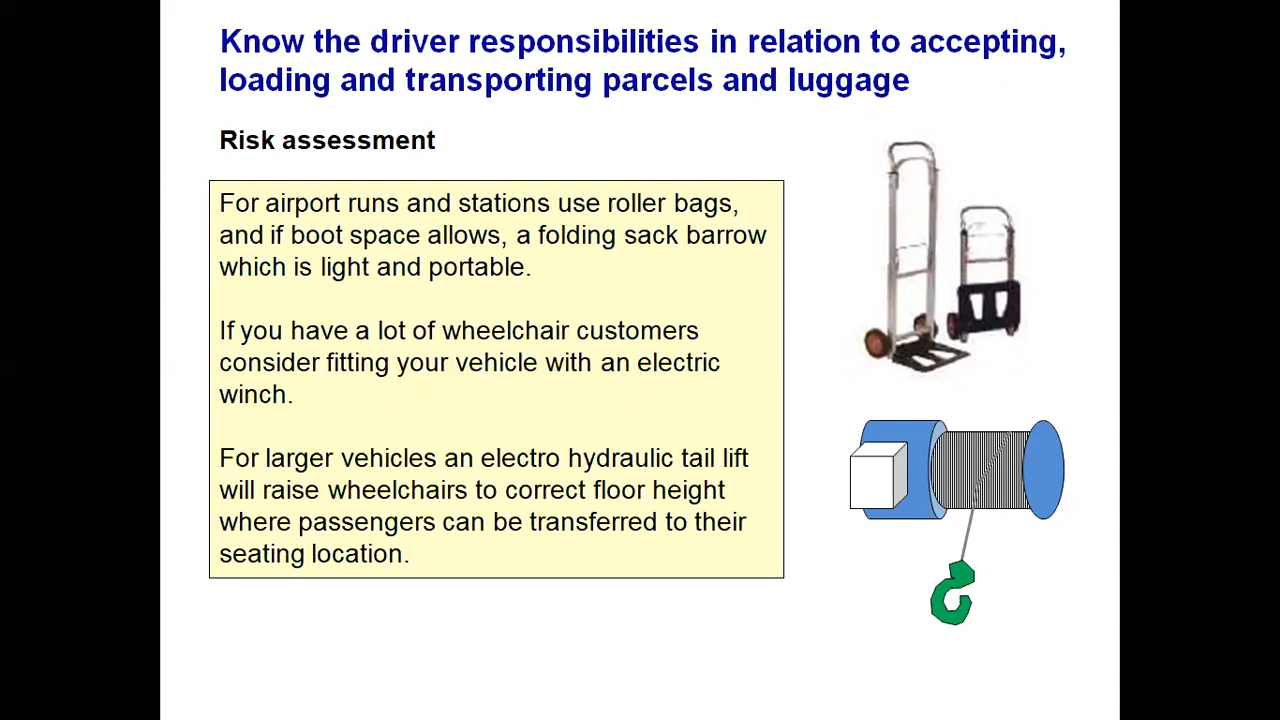 Know the driver responsibilities in relation to accepting,
loading and transporting parcels and luggage
Risk assessment
For airport runs and stations use roller bags,
and if boot space allows, a folding sack barrow
which is light and portable.
If you have a lot of wheelchair customers
consider fitting your vehicle with an electric
winch.
For larger vehicles an electro hydraulic tail lift
will raise wheelchairs to correct floor height
where passengers can be transferred to their
seating location.